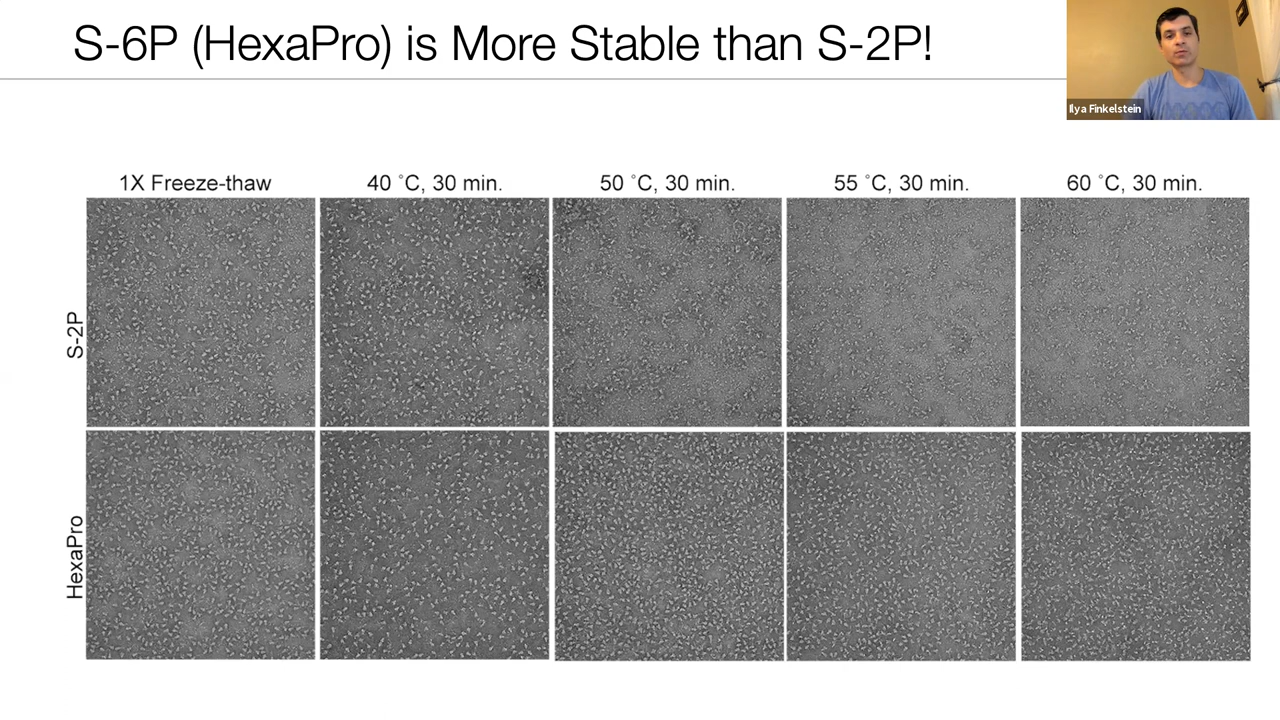 S-6P (HexaPro) is More Stable than S-2P!
Ilya Finkelstein
1X Freeze-thaw
40 ˚C, 30 min.
50 ˚C, 30 min.
55 ˚C, 30 min.
60 ˚C, 30 min.
S-2P
HexaPro